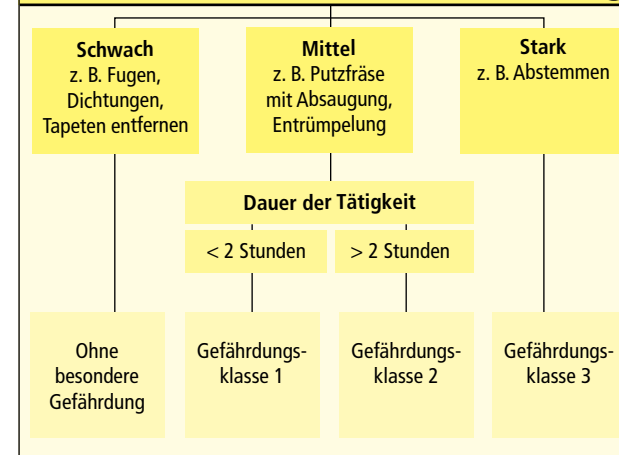 Schwach
z. B. Fugen,
Dichtungen,
Tapeten entfernen
Mittel
z. B. Putzfräse
mit Absaugung,
Entrümpelung
Stark
z. B. Abstemmen
Dauer der Tätigkeit
< 2 Stunden
> 2 Stunden
Ohne
besondere
Gefährdung
Gefährdungs-
klasse 1
Gefährdungs-
klasse 2
Gefährdungs-
klasse 3